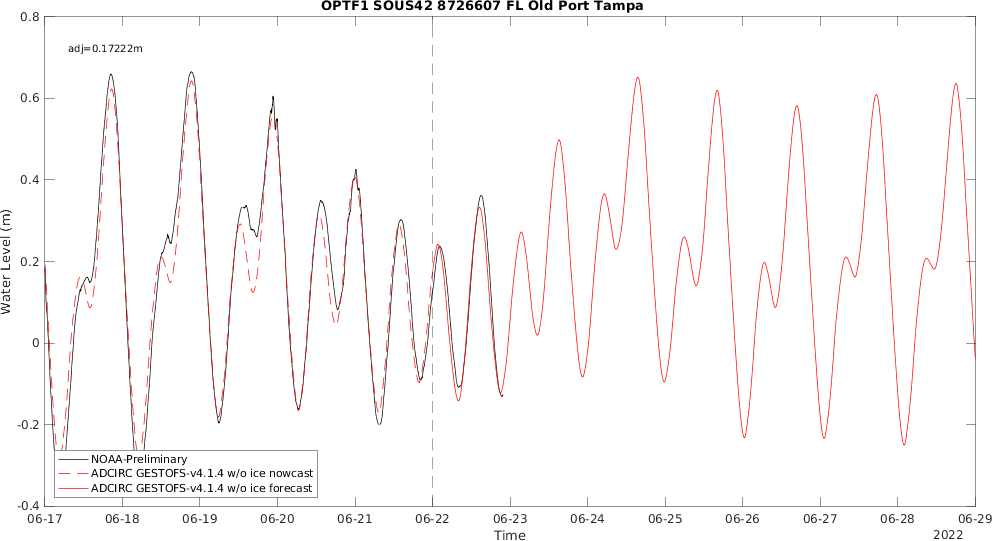 OPTF1 SOUS42 8726607 FL Old Port Tampa
adj=0.17222m
Water Level (m)
0.8
0.6
0.4
0.2
0
-0.2
-0.4
NOAA-Preliminary
ADCIRC GESTOFS-v4.1.4 w/o ice nowcast
ADCIRC GESTOFS-v4.1.4 w/o ice forecast
06-17 06-18 06-19 06-20 06-21 06-22 06-23 06-24 06-25 06-26 06-27 06-28 06-29
Time
2022